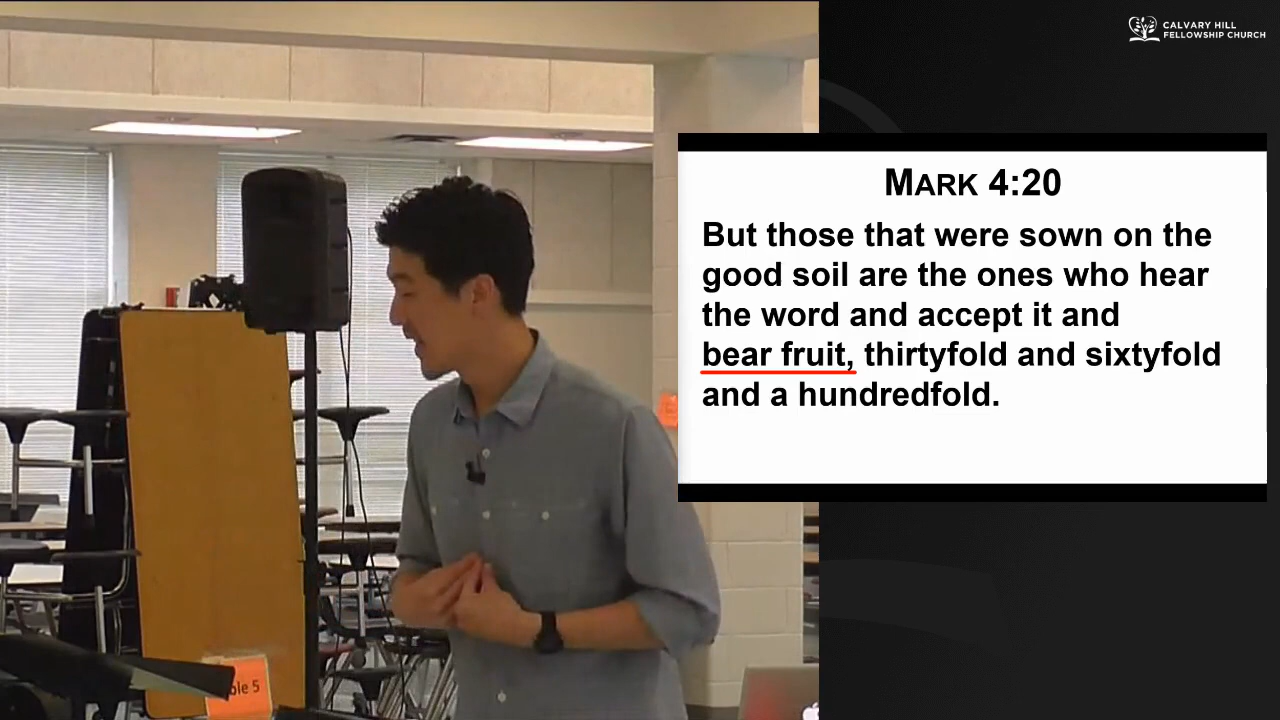 CALVARY HILL
FELLOWSHIP CHURCH
MARK 4:20
But those that were sown on the
good soil are the ones who hear
the word and accept it and
bear fruit, thirtyfold and sixtyfold
and a hundredfold.
5